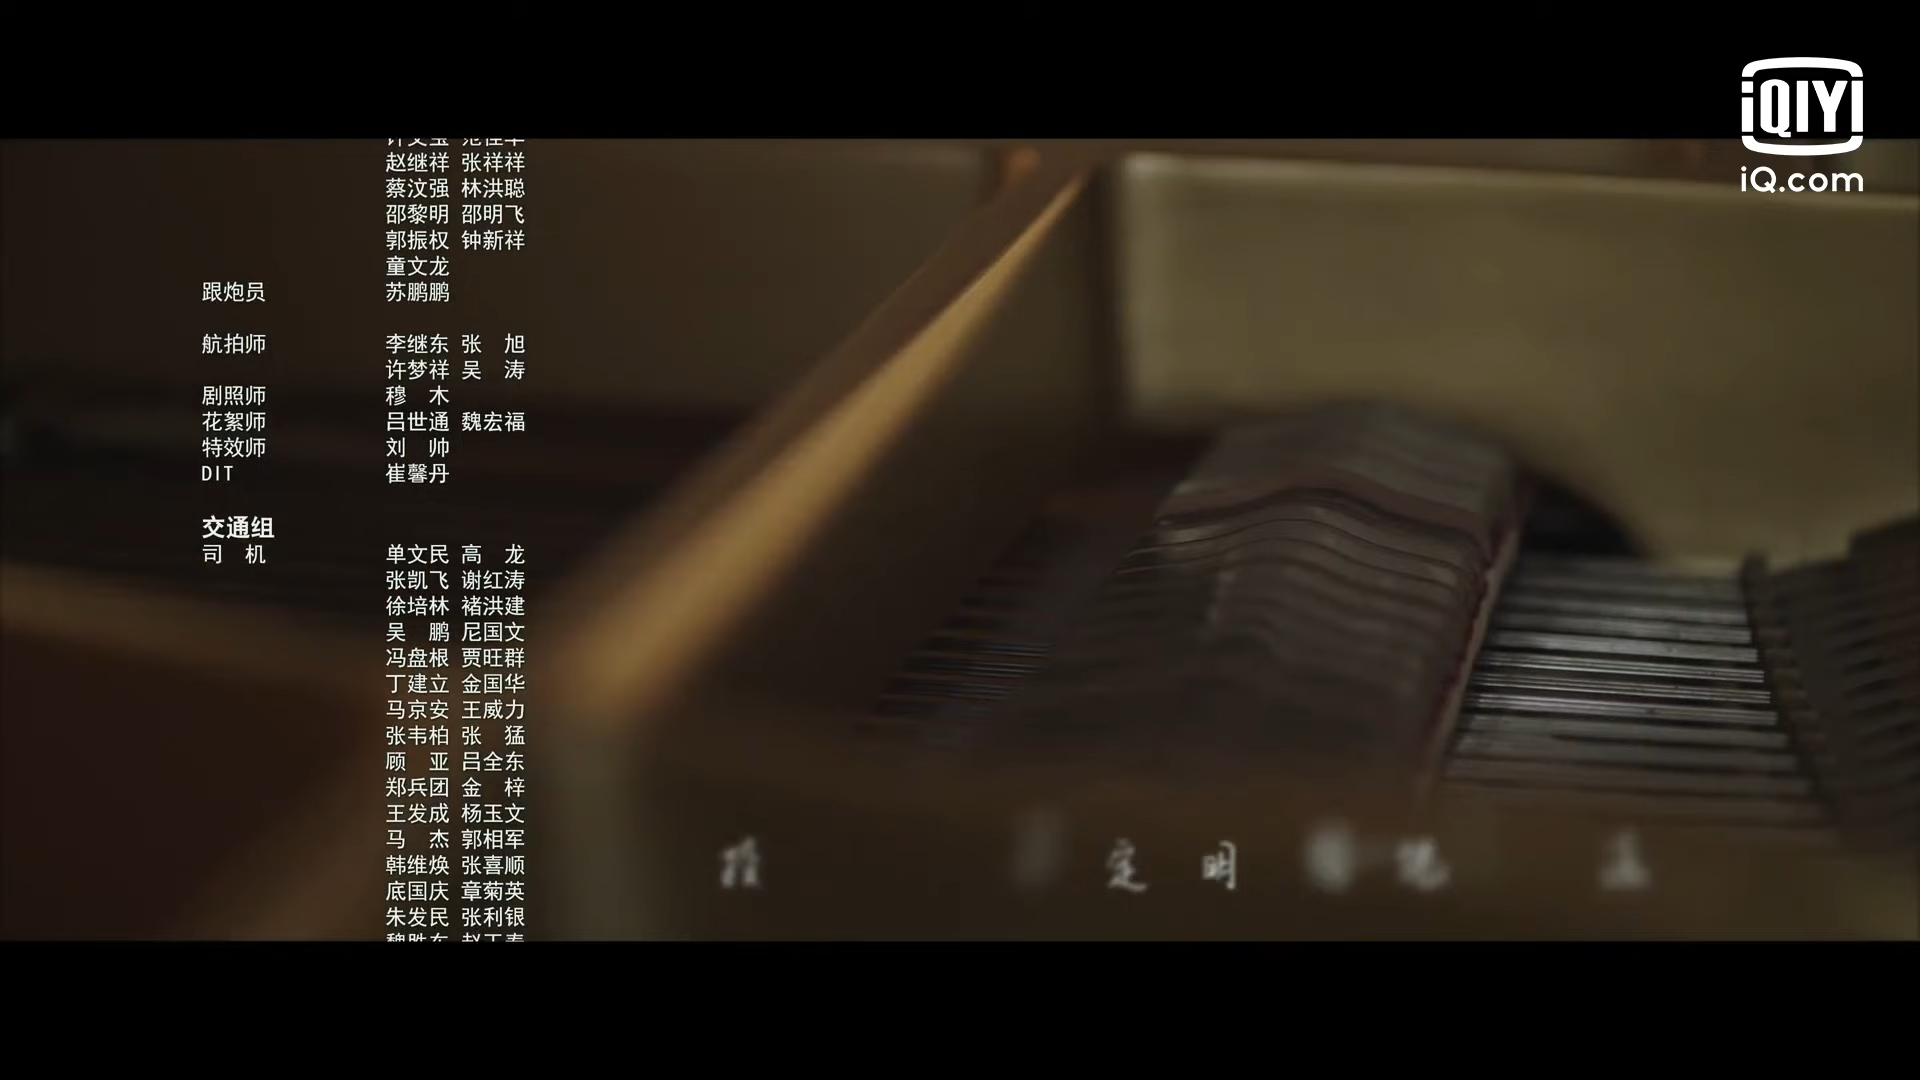 iQIYI
iQ.com
赵继祥 张祥祥
蔡汶强 林洪聪
邵黎明 邵明飞
郭振权 钟新祥
童文龙
跟炮员 苏鹏鹏
航拍师 李继东 张 旭
许梦祥 吴 涛
剧照师 穆 木
花絮师 吕世通 魏宏福
特效师 刘 帅
DIT 崔馨丹
交通组
司 机 单文民 高 龙
张凯飞 谢红涛
徐培林 褚洪建
吴 鹏 尼国文
冯盘根 贾旺群
丁建立 金国华
马京安 王威力
张韦柏 张 猛
顾 亚 吕全东
郑兵团 金 梓
王发成 杨玉文
马 杰 郭相军
韩维焕 张喜顺
底国庆 章菊英
朱发民 张利银
定 明